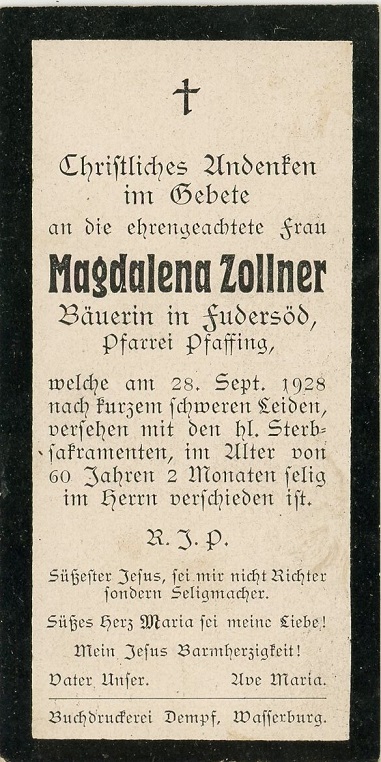 Christliches Andenken
im Gebete
an die ehrengeachtete Frau
Magdalena Zollner
Bäuerin in Fudersöd,
Pfarrei Pfaffing,
welche am 28. Sept. 1928
nach kurzem schweren Leiden,
versehen mit den hl. Sterb-
sakramenten, im Alter von
60 Jahren 2 Monaten selig
im Herrn verschieden ist.
R. J. P.
Süßester Jesus, sei mir nicht Richter
sondern Seligmacher.
Süßes Herz Maria sei meine Liebe!
Mein Jesus Barmherzigkeit!
Vater Unser. Ave Maria.
Buchdruckerei Dempf, Wasserburg.